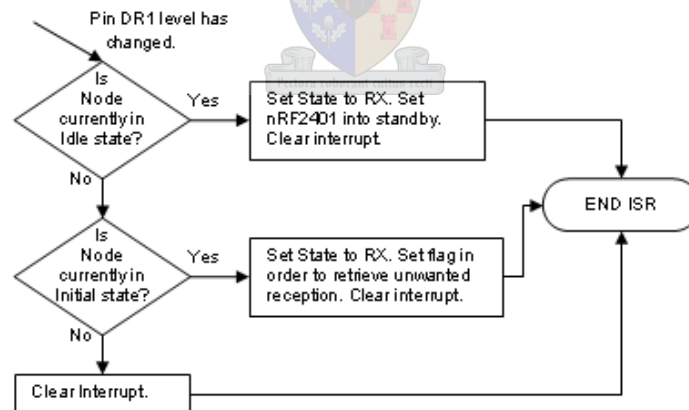 Pin DR1 level has
changed.
Is
Node
currently in
Idle state?
Yes
Set State to RX. Set
nRF2401 into standby.
Clear interrupt.
No
END ISR
Is
Node
currently in
Initial state?
Yes
Set State to RX. Set flag in
order to retrieve unwanted
reception. Clear interrupt.
No
Clear Interrupt.